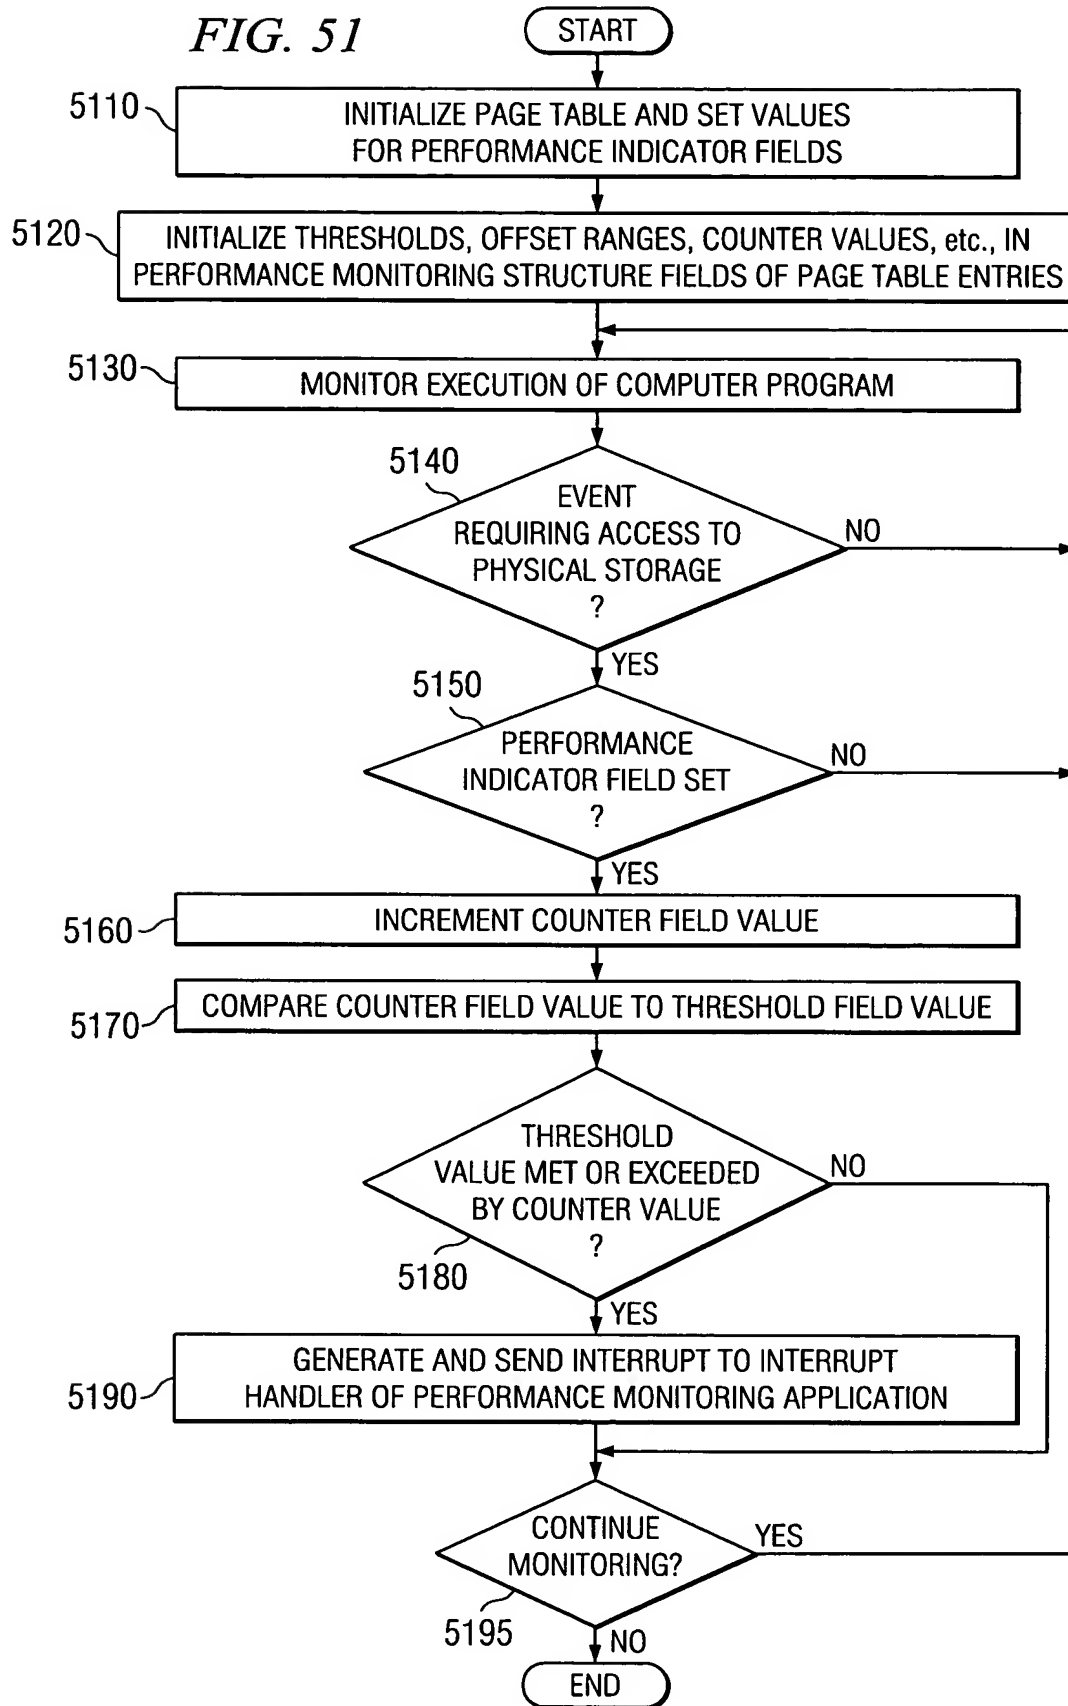 FIG. 51
START
5110
INITIALIZE PAGE TABLE AND SET VALUES
FOR PERFORMANCE INDICATOR FIELDS
5120
INITIALIZE THRESHOLDS, OFFSET RANGES, COUNTER VALUES, etc., IN
PERFORMANCE MONITORING STRUCTURE FIELDS OF PAGE TABLE ENTRIES
5130
MONITOR EXECUTION OF COMPUTER PROGRAM
5140
EVENT
REQUIRING ACCESS TO
PHYSICAL STORAGE
?
NO
YES
5150
PERFORMANCE
INDICATOR FIELD SET
?
NO
YES
5160
INCREMENT COUNTER FIELD VALUE
5170
COMPARE COUNTER FIELD VALUE TO THRESHOLD FIELD VALUE
THRESHOLD
VALUE MET OR EXCEEDED
BY COUNTER VALUE
?
NO
5180
YES
5190
GENERATE AND SEND INTERRUPT TO INTERRUPT
HANDLER OF PERFORMANCE MONITORING APPLICATION
CONTINUE
MONITORING?
YES
5195
NO
END